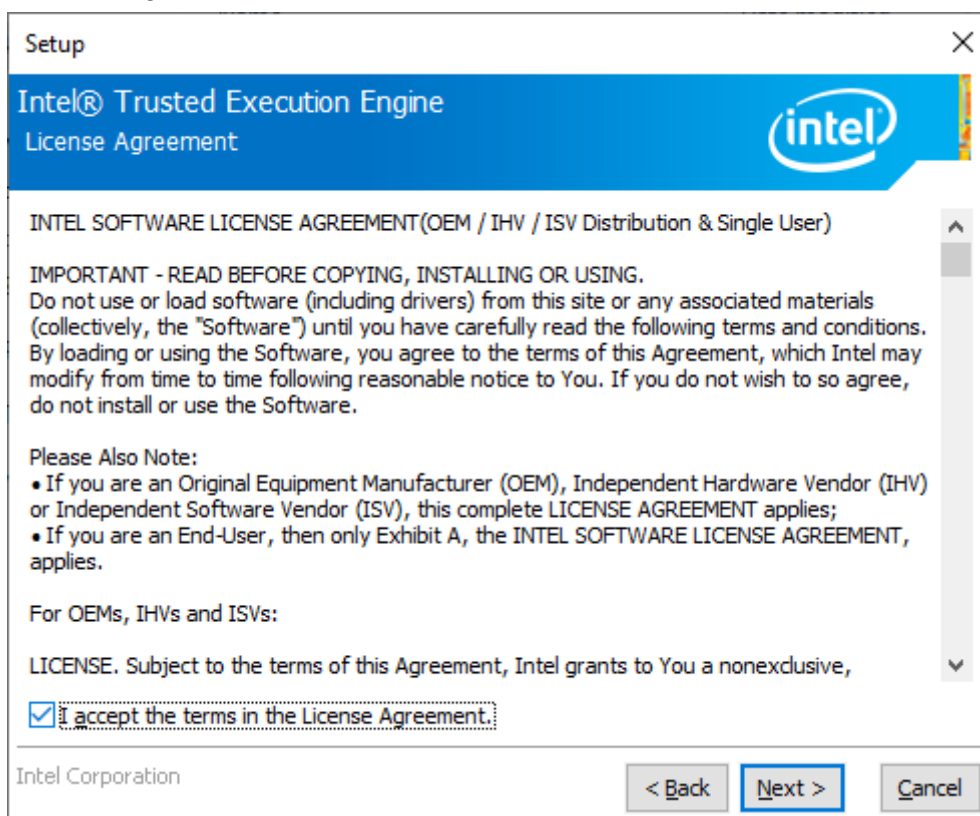 Setup
Intel® Trusted Execution Engine
License Agreement
intel
INTEL SOFTWARE LICENSE AGREEMENT(OEM / IHV / ISV Distribution & Single User)
IMPORTANT - READ BEFORE COPYING, INSTALLING OR USING.
Do not use or load software (including drivers) from this site or any associated materials
(collectively, the "Software") until you have carefully read the following terms and conditions.
By loading or using the Software, you agree to the terms of this Agreement, which Intel may
modify from time to time following reasonable notice to You. If you do not wish to so agree,
do not install or use the Software.
Please Also Note:
• If you are an Original Equipment Manufacturer (OEM), Independent Hardware Vendor (IHV)
or Independent Software Vendor (ISV), this complete LICENSE AGREEMENT applies;
• If you are an End-User, then only Exhibit A, the INTEL SOFTWARE LICENSE AGREEMENT,
applies.
For OEMs, IHVs and ISVs:
LICENSE. Subject to the terms of this Agreement, Intel grants to You a nonexclusive,
I accept the terms in the License Agreement.
Intel Corporation
< Back
Next >
Cancel